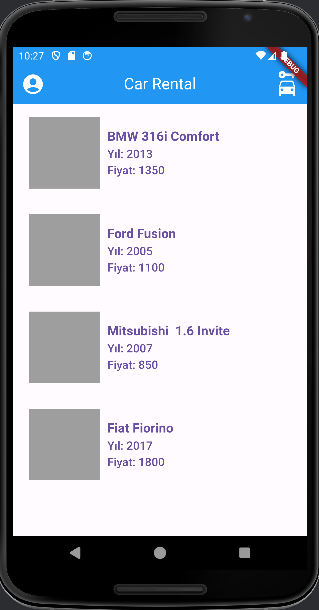 10:27
DEBUG
Car Rental
BMW 316i Comfort
Yıl: 2013
Fiyat: 1350
Ford Fusion
Yıl: 2005
Fiyat: 1100
Mitsubishi  1.6 Invite
Yıl: 2007
Fiyat: 850
Fiat Fiorino
Yıl: 2017
Fiyat: 1800